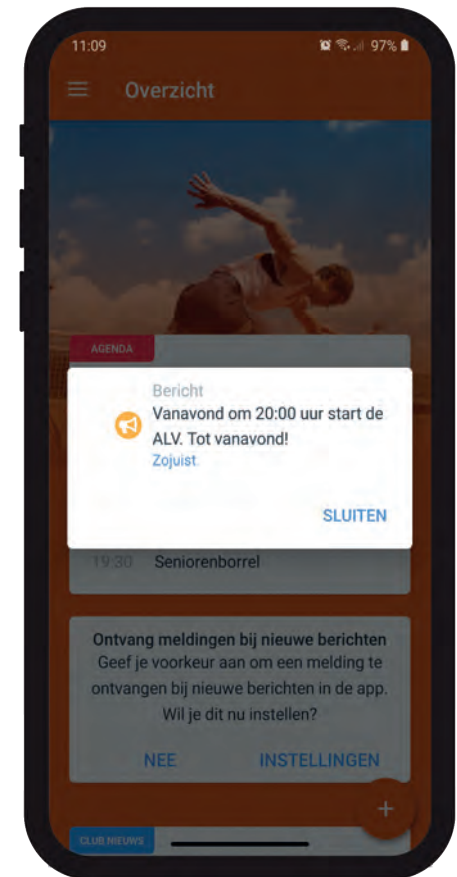 11:09 97%
Overzicht
AGENDA
Bericht
Vanavond om 20:00 uur start de
ALV. Tot vanavond!
Zojuist
SLUITEN
19:30 Seniorenborrel
Ontvang meldingen bij nieuwe berichten
Geef je voorkeur aan om een melding te
ontvangen bij nieuwe berichten in de app.
Wil je dit nu instellen?
NEE INSTELLINGEN
+
CLUB NIEUWS